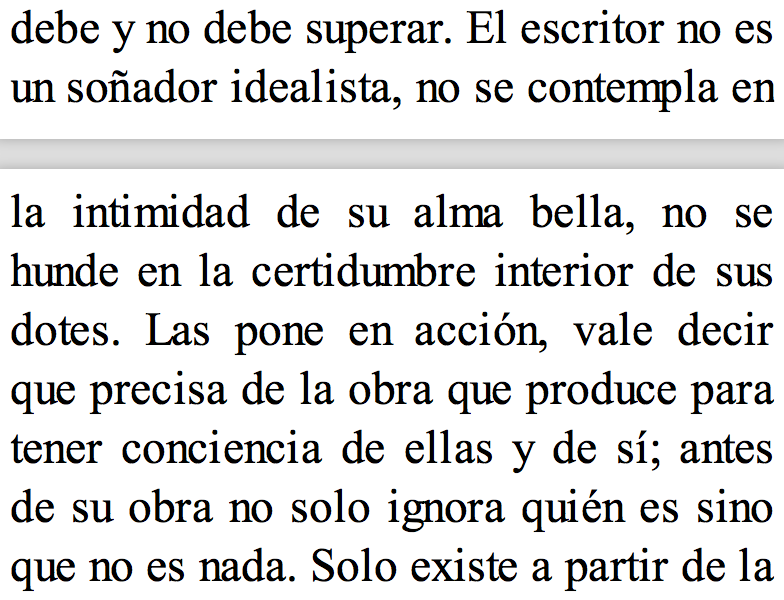 debe y no debe superar. El escritor no es
un soñador idealista, no se contempla en
la intimidad de su alma bella, no se
hunde en la certidumbre interior de sus
dotes. Las pone en acción, vale decir
que precisa de la obra que produce para
tener conciencia de ellas y de sí; antes
de su obra no solo ignora quién es sino
que no es nada. Solo existe a partir de la